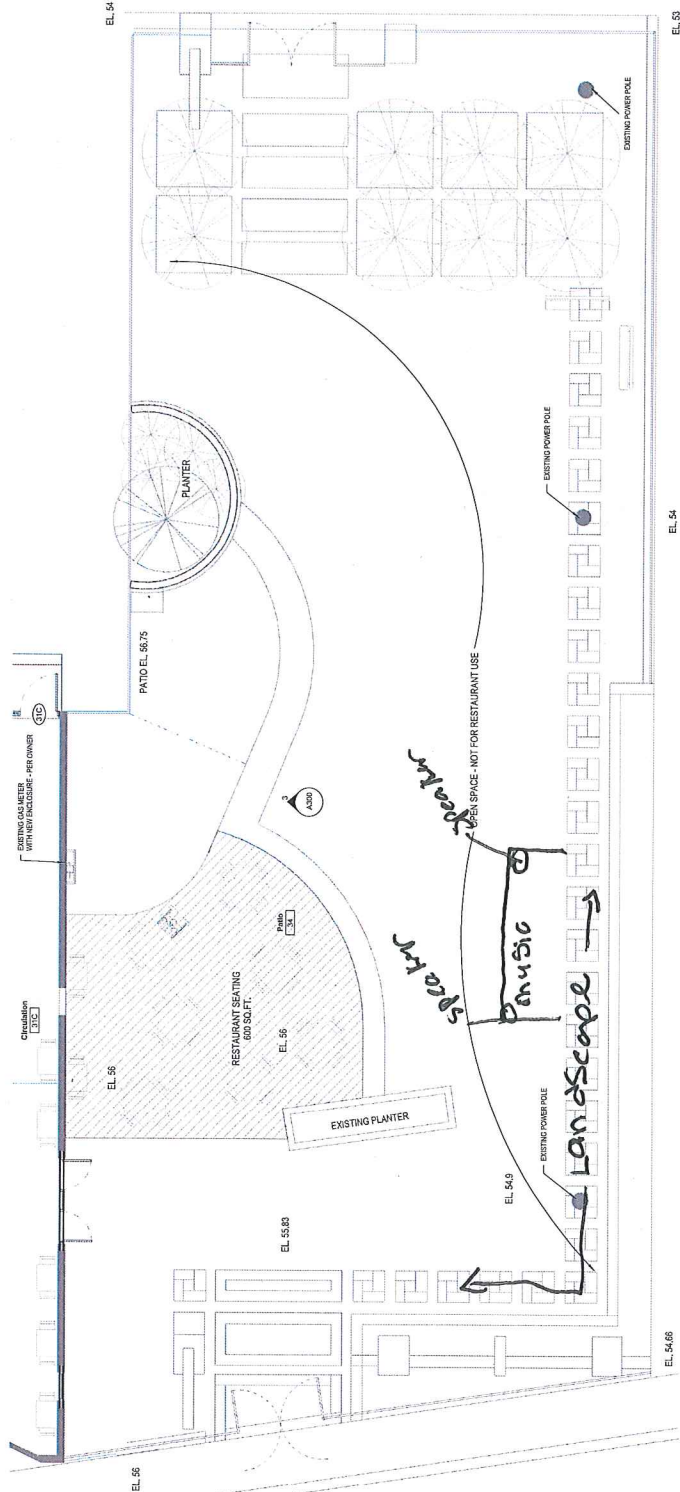 EL. 54
EL. 53
EXISTING POWER POLE
PLANTER
EXISTING POWER POLE
EL. 54
PATIO EL. 56.75
31C
EXISTING GAS METER
WITH NEW ENCLOSURE - PER OWNER
3
A300
OPEN SPACE - NOT FOR RESTAURANT USE
Speaker
Speaker
music
Landscape
Circulation
31C
Patio
34
RESTAURANT SEATING
600 SQ.FT.
EL. 56
EL. 56
EXISTING PLANTER
EXISTING POWER POLE
EL. 54.9
EL. 55.83
EL. 56
EL. 54.66